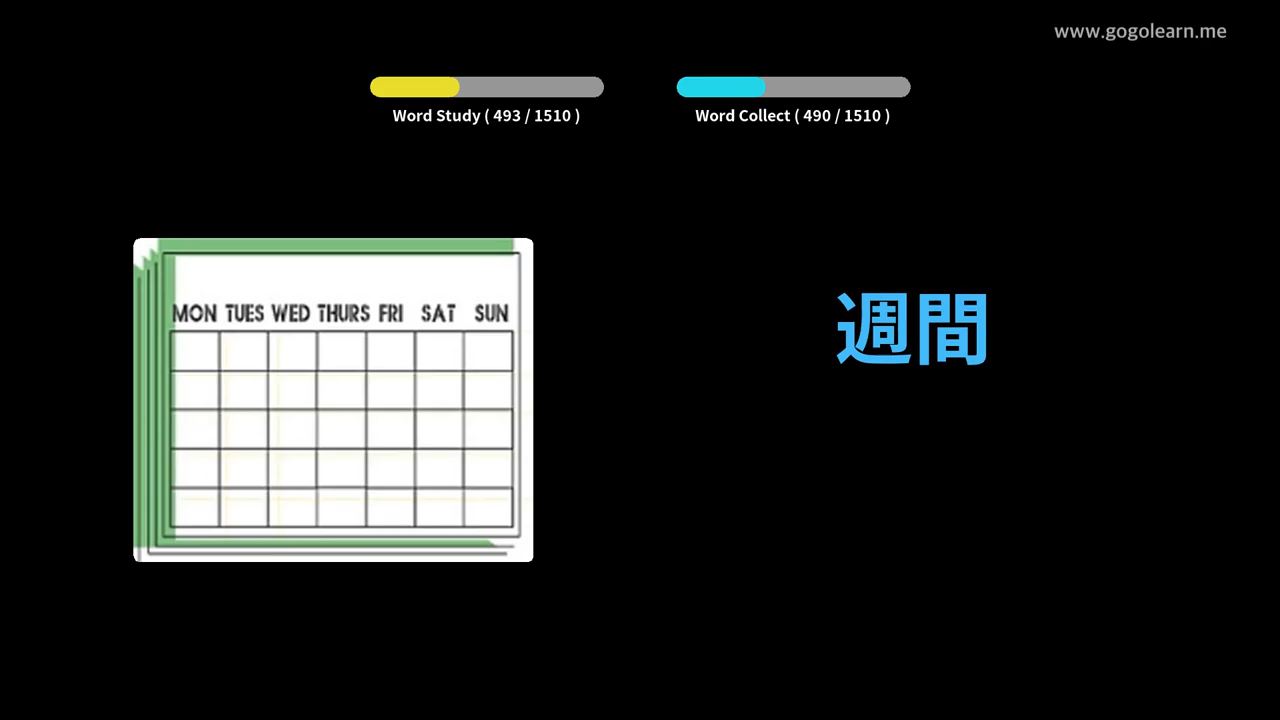 www.gogolearn.me
Word Study ( 493 / 1510 )
Word Collect ( 490 / 1510 )
MON TUES WED THURS FRI SAT SUN
週間